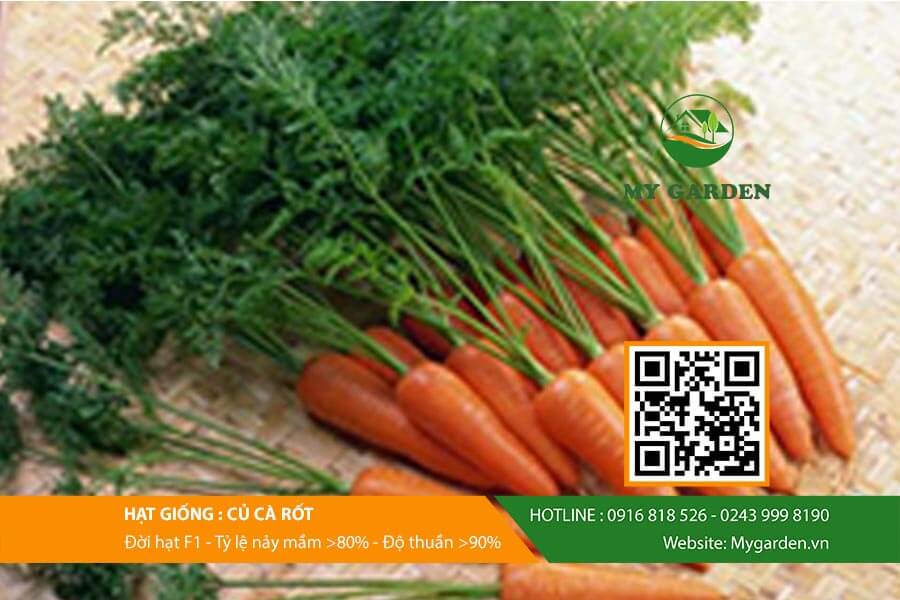 MY GARDEN
HẠT GIỐNG : CỦ CÀ RỐT
Đời hạt F1 - Tỷ lệ nảy mầm >80% - Độ thuần >90%
HOTLINE : 0916 818 526 - 0243 999 8190
Website: Mygarden.vn